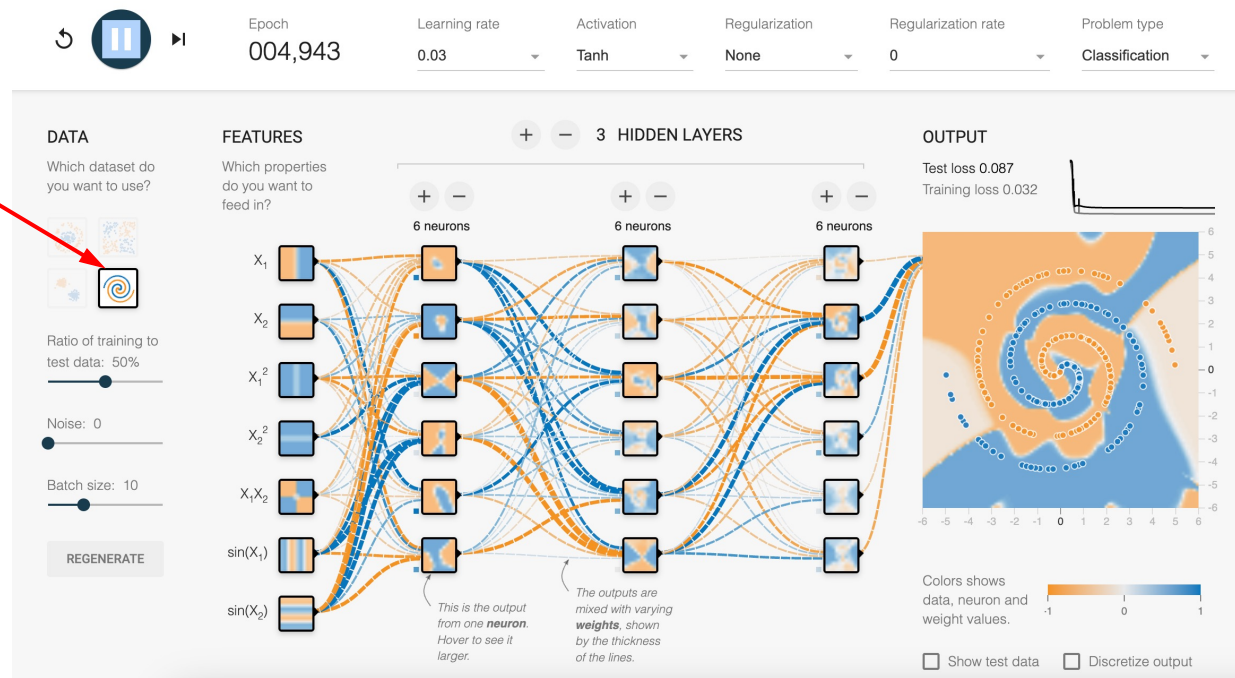 Epoch
004,943
Learning rate
0.03
Activation
Tanh
Regularization
None
Regularization rate
0
Problem type
Classification
DATA
Which dataset do
you want to use?
Ratio of training to
test data: 50%
Noise: 0
Batch size: 10
REGENERATE
FEATURES
Which properties
do you want to
feed in?
X₁
X₂
X₁²
X₂²
X₁X₂
sin(X₁)
sin(X₂)
+ − 3 HIDDEN LAYERS
+ −
6 neurons
+ −
6 neurons
+ −
6 neurons
This is the output
from one neuron.
Hover to see it
larger.
The outputs are
mixed with varying
weights, shown
by the thickness
of the lines.
OUTPUT
Test loss 0.087
Training loss 0.032
6
5
4
3
2
1
0
-1
-2
-3
-4
-5
-6
-6 -5 -4 -3 -2 -1 0 1 2 3 4 5 6
Colors shows
data, neuron and
weight values.
-1 0 1
Show test data
Discretize output